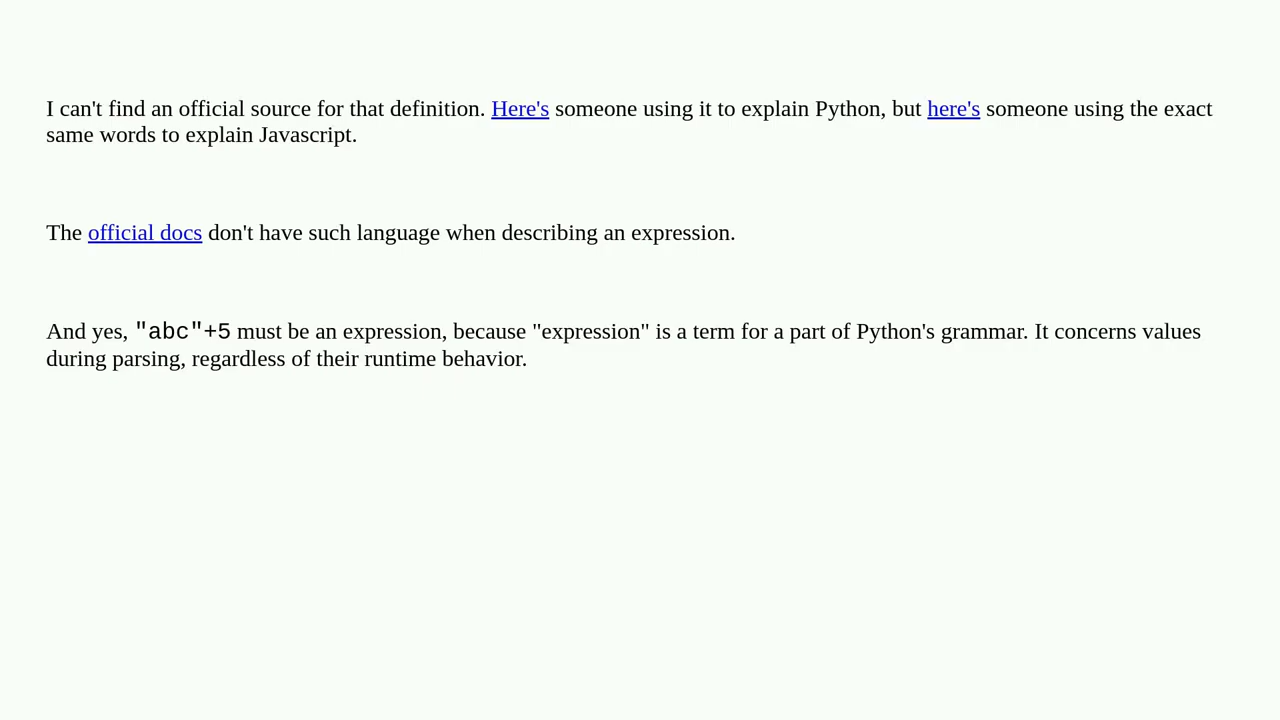 I can't find an official source for that definition. Here's someone using it to explain Python, but here's someone using the exact
same words to explain Javascript.
The official docs don't have such language when describing an expression.
And yes, "abc"+5 must be an expression, because "expression" is a term for a part of Python's grammar. It concerns values
during parsing, regardless of their runtime behavior.